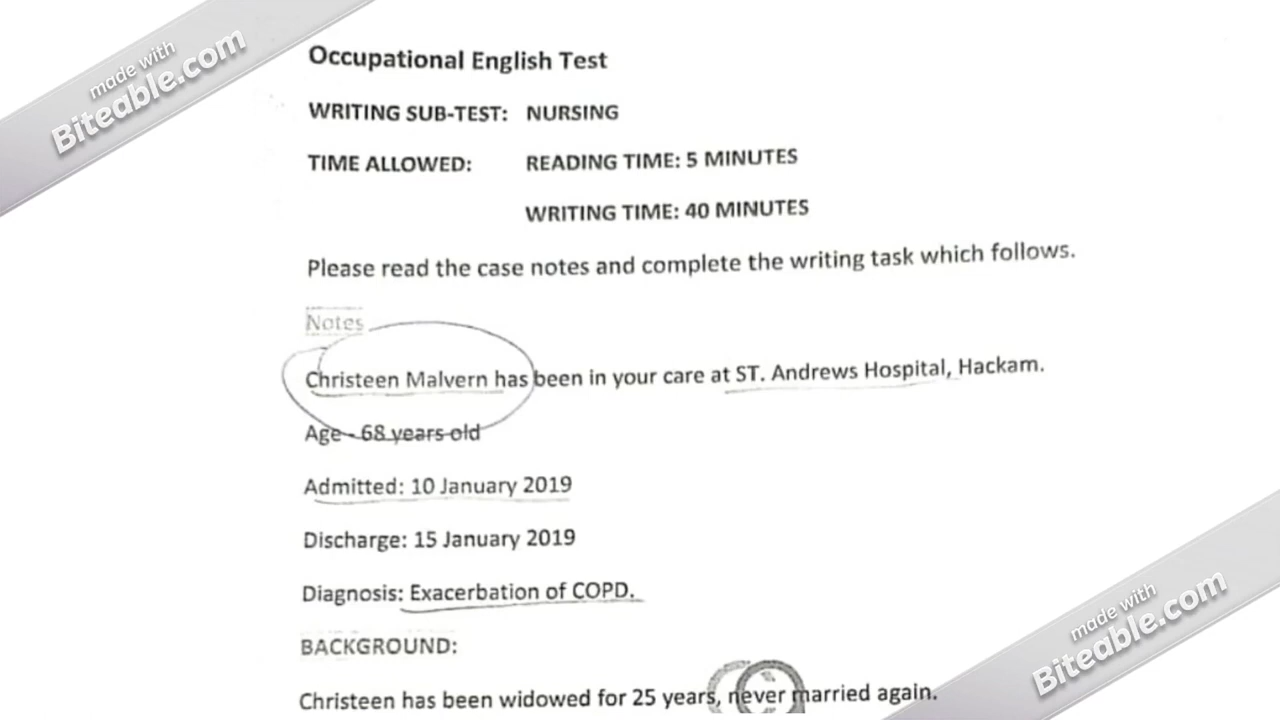 made with
Biteable.com
Occupational English Test
WRITING SUB-TEST: NURSING
TIME ALLOWED: READING TIME: 5 MINUTES
WRITING TIME: 40 MINUTES
Please read the case notes and complete the writing task which follows.
Notes
Christeen Malvern has been in your care at ST. Andrews Hospital, Hackam.
Age - 68 years old
Admitted: 10 January 2019
Discharge: 15 January 2019
Diagnosis: Exacerbation of COPD.
BACKGROUND:
Christeen has been widowed for 25 years, never married again.
made with
Biteable.com